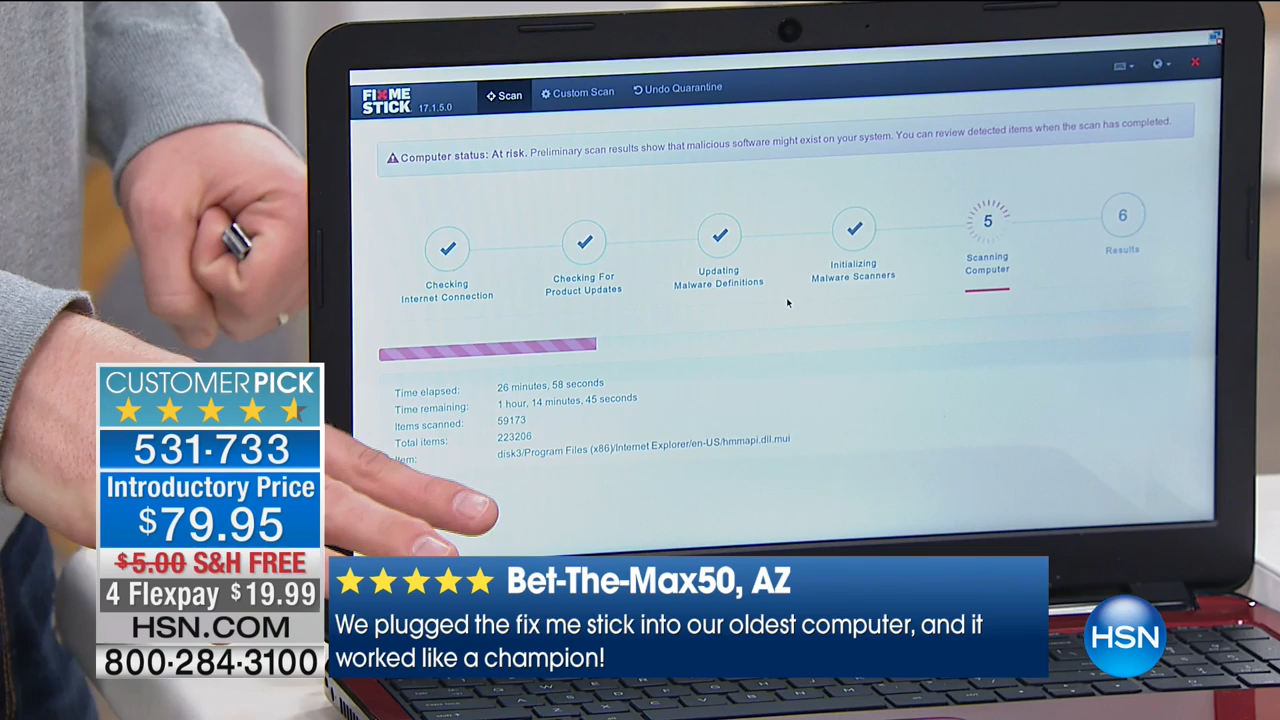 FIXME
STICK 17.1.5.0
Scan
Custom Scan
Undo Quarantine
Computer status: At risk. Preliminary scan results show that malicious software might exist on your system. You can review detected items when the scan has completed.
Checking
Internet Connection
Checking For
Product Updates
Updating
Malware Definitions
Initializing
Malware Scanners
5
Scanning
Computer
6
Results
Time elapsed: 26 minutes, 58 seconds
Time remaining: 1 hour, 14 minutes, 45 seconds
Items scanned: 59173
Total items: 223206
Item: disk3/Program Files (x86)/Internet Explorer/en-US/hmmapi.dll.mui
CUSTOMER PICK
531·733
Introductory Price
$79.95
$5.00 S&H FREE
4 Flexpay $19.99
HSN.COM
800·284·3100
Bet-The-Max50, AZ
We plugged the fix me stick into our oldest computer, and it
worked like a champion!
HSN